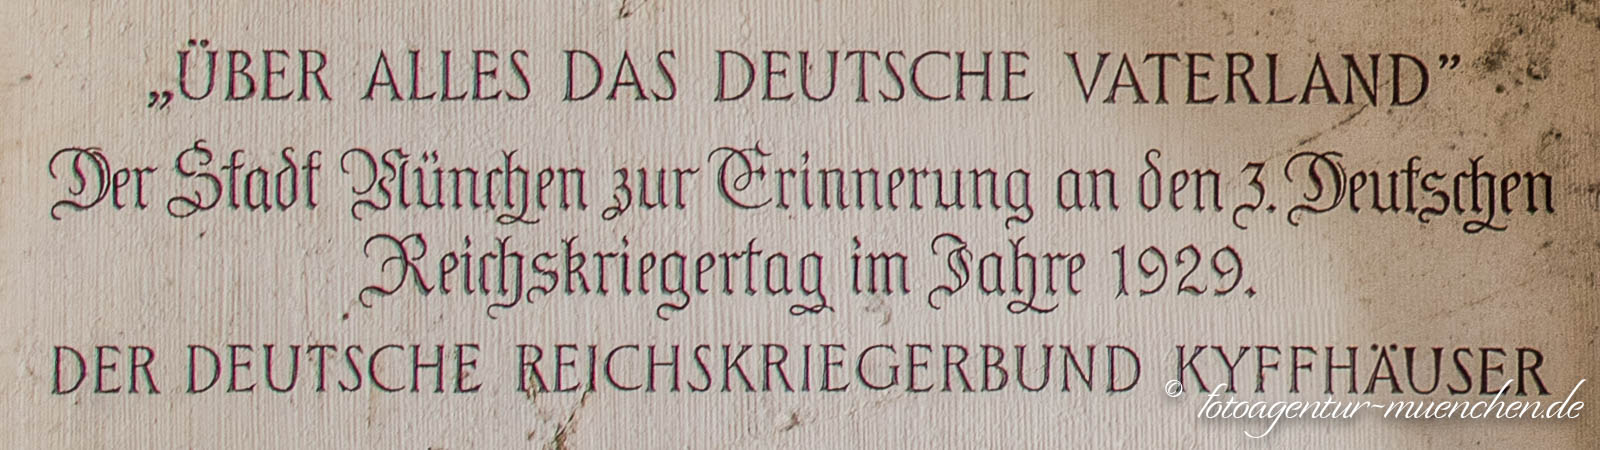 „ÜBER ALLES DAS DEUTSCHE VATERLAND”
Der Stadt München zur Erinnerung an den 3. Deutschen
Reichskriegertag im Jahre 1929.
DER DEUTSCHE REICHSKRIEGERBUND KYFFHÄUSER
© fotoagentur-muenchen.de